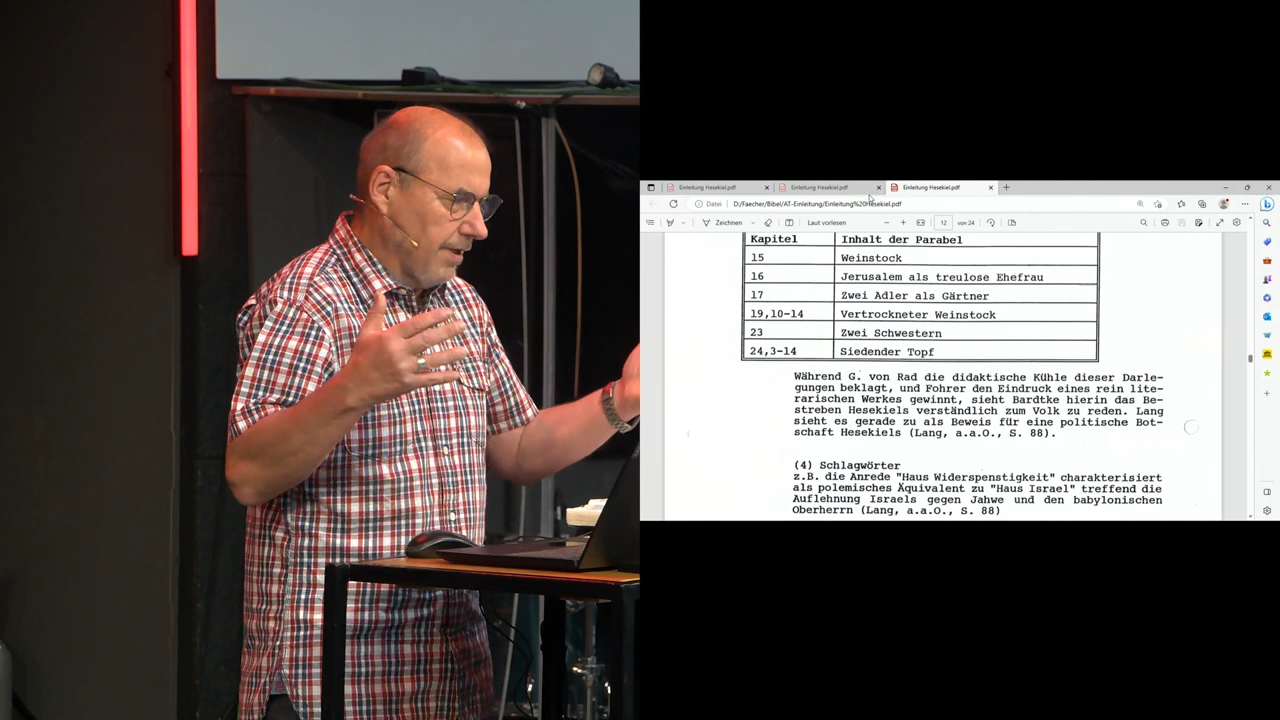 Einleitung Hesekiel.pdf
Einleitung Hesekiel.pdf
Einleitung Hesekiel.pdf
Datei D:/Faecher/Bibel/AT-Einleitung/Einleitung%20Hesekiel.pdf
Zeichnen Laut vorlesen 12 von 24
Kapitel Inhalt der Parabel
15 Weinstock
16 Jerusalem als treulose Ehefrau
17 Zwei Adler als Gärtner
19,10-14 Vertrockneter Weinstock
23 Zwei Schwestern
24,3-14 Siedender Topf
Während G. von Rad die didaktische Kühle dieser Darle-
gungen beklagt, und Fohrer den Eindruck eines rein lite-
rarischen Werkes gewinnt, sieht Bardtke hierin das Be-
streben Hesekiels verständlich zum Volk zu reden. Lang
sieht es gerade zu als Beweis für eine politische Bot-
schaft Hesekiels (Lang, a.a.O., S. 88).
(4) Schlagwörter
z.B. die Anrede "Haus Widerspenstigkeit" charakterisiert
als polemisches Äquivalent zu "Haus Israel" treffend die
Auflehnung Israels gegen Jahwe und den babylonischen
Oberherrn (Lang, a.a.O., S. 88)